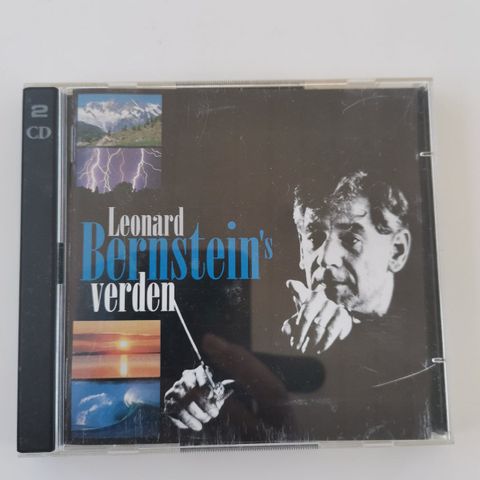 2
CD
Leonard
Bernstein's
verden